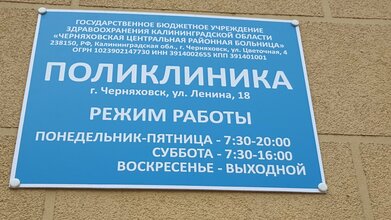 ГОСУДАРСТВЕННОЕ БЮДЖЕТНОЕ УЧРЕЖДЕНИЕ
ЗДРАВООХРАНЕНИЯ КАЛИНИНГРАДСКОЙ ОБЛАСТИ
«ЧЕРНЯХОВСКАЯ ЦЕНТРАЛЬНАЯ РАЙОННАЯ БОЛЬНИЦА»
238150, РФ, Калининградская обл., г. Черняховск, ул. Цветочная, 4
ОГРН 1023902147730 ИНН 3914002655 КПП 391401001
ПОЛИКЛИНИКА
г. Черняховск, ул. Ленина, 18
РЕЖИМ РАБОТЫ
ПОНЕДЕЛЬНИК-ПЯТНИЦА - 7:30-20:00
СУББОТА - 7:30-16:00
ВОСКРЕСЕНЬЕ - ВЫХОДНОЙ